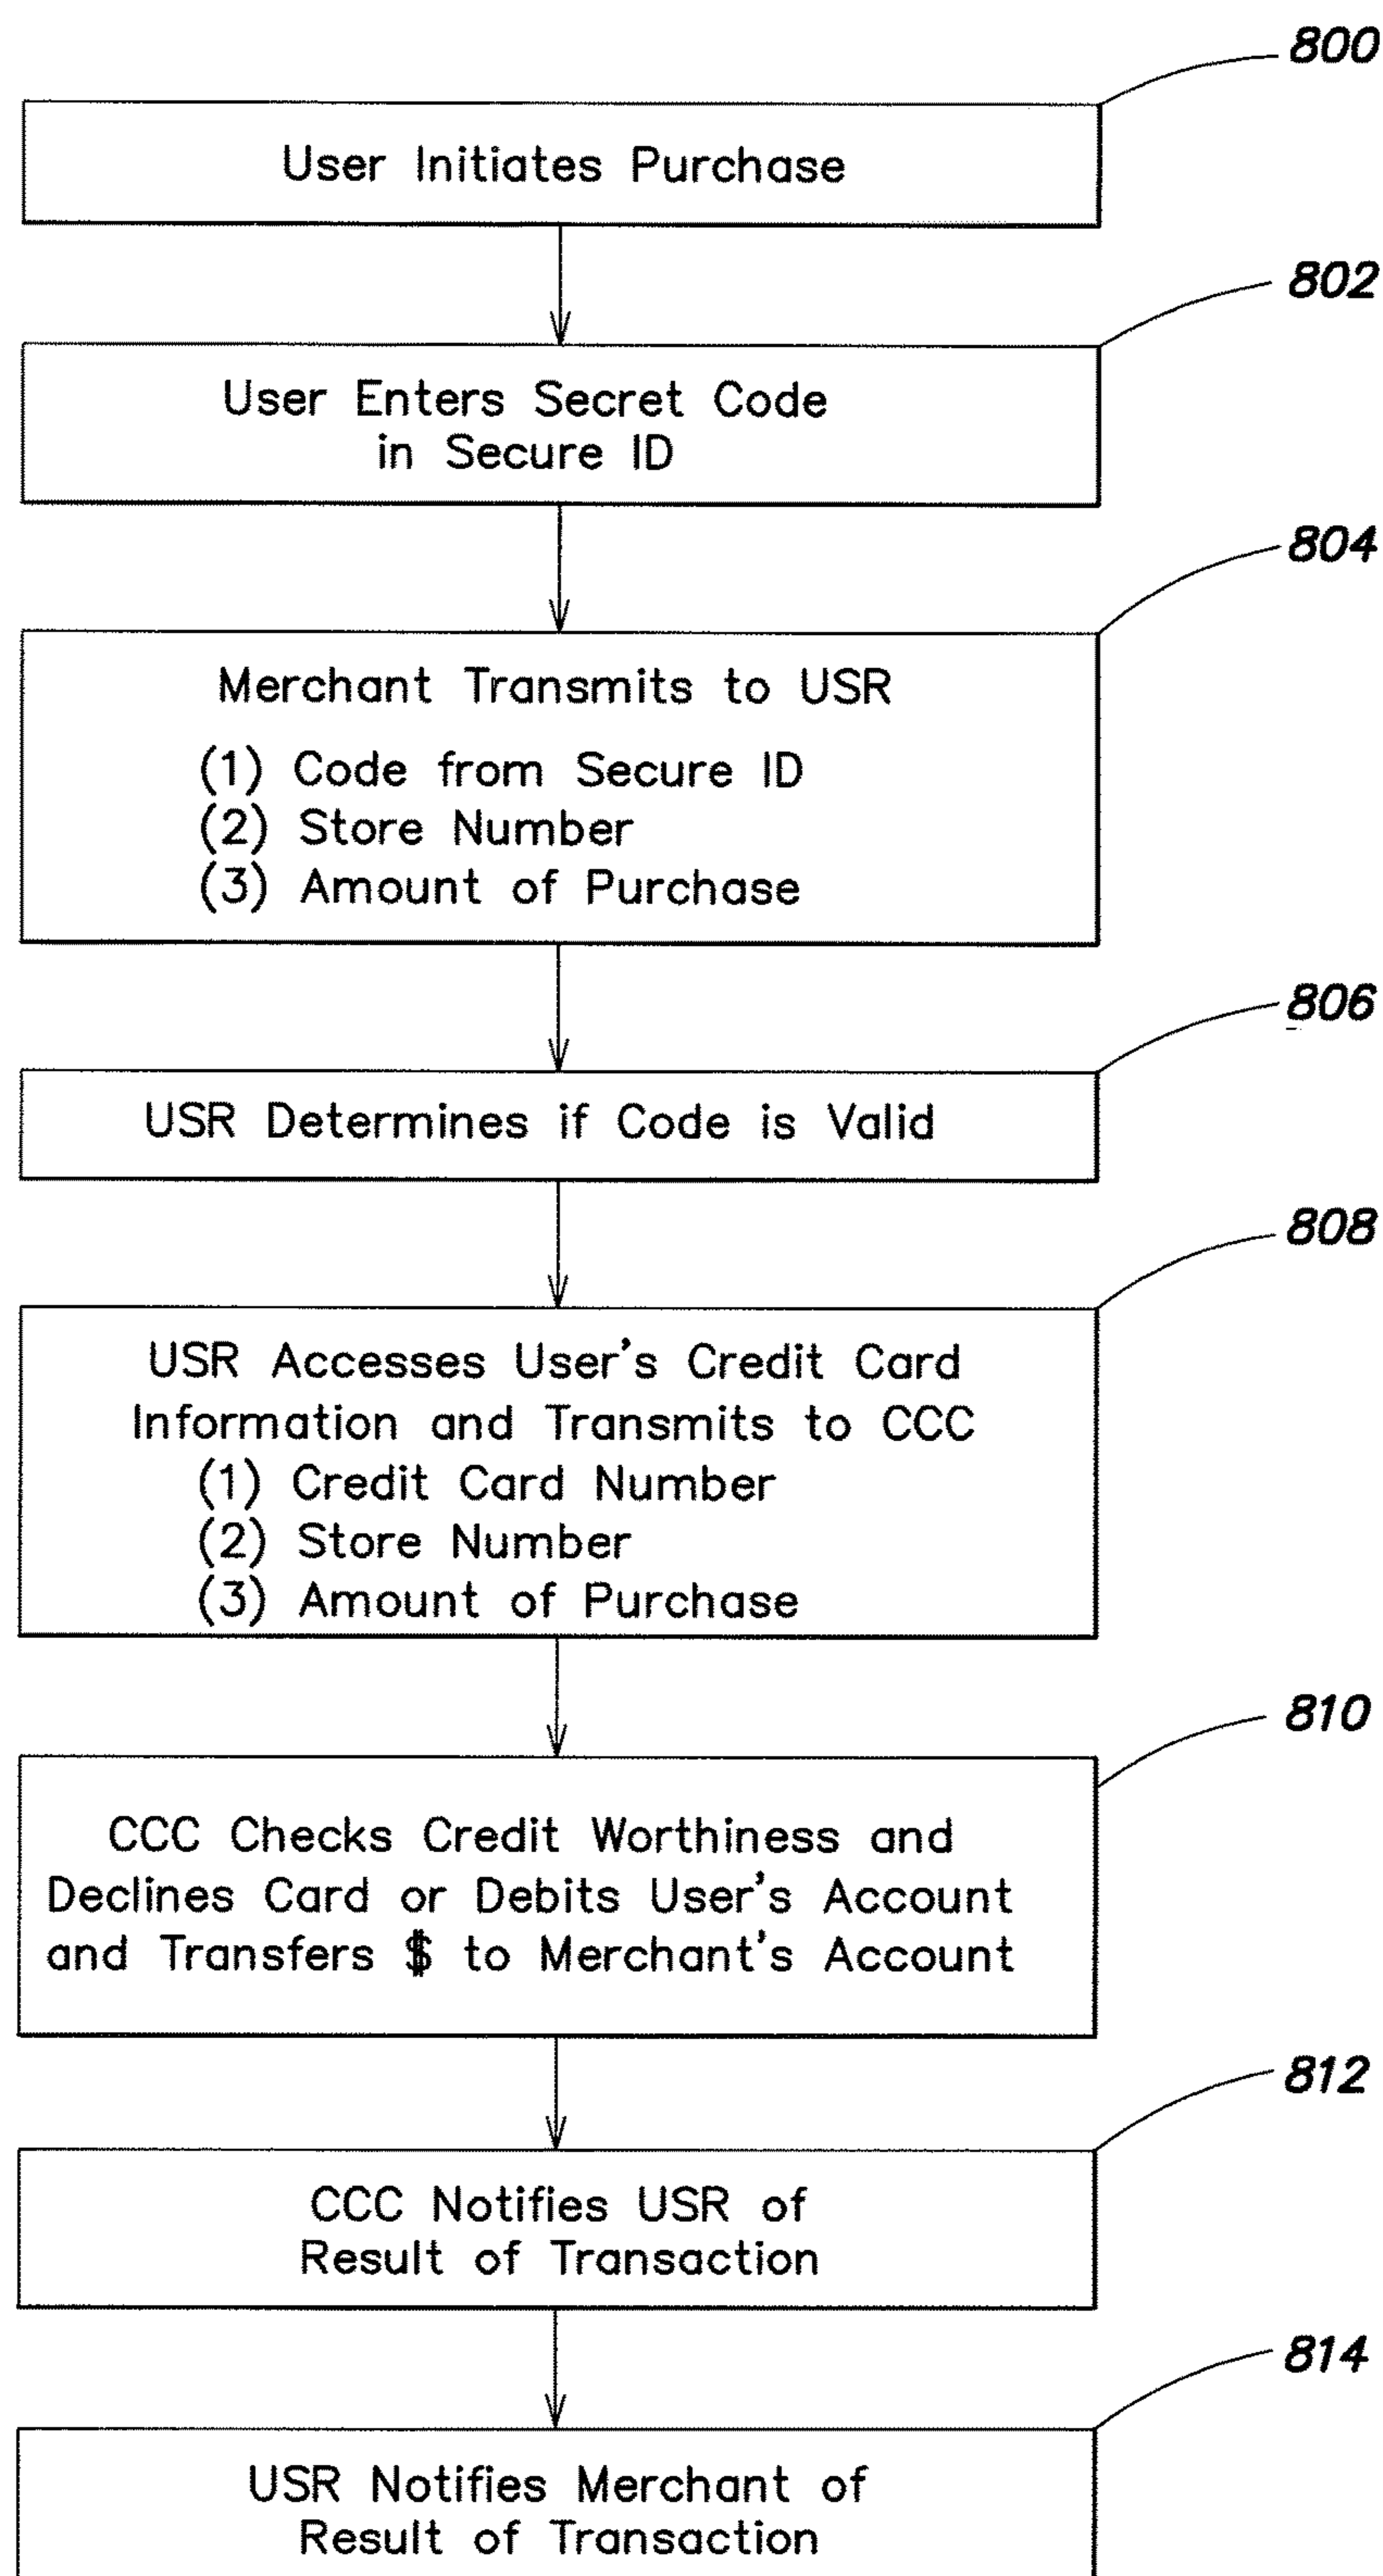 800
User Initiates Purchase
802
User Enters Secret Code
in Secure ID
804
Merchant Transmits to USR
(1) Code from Secure ID
(2) Store Number
(3) Amount of Purchase
806
USR Determines if Code is Valid
808
USR Accesses User's Credit Card
Information and Transmits to CCC
(1) Credit Card Number
(2) Store Number
(3) Amount of Purchase
810
CCC Checks Credit Worthiness and
Declines Card or Debits User's Account
and Transfers $ to Merchant's Account
812
CCC Notifies USR of
Result of Transaction
814
USR Notifies Merchant of
Result of Transaction